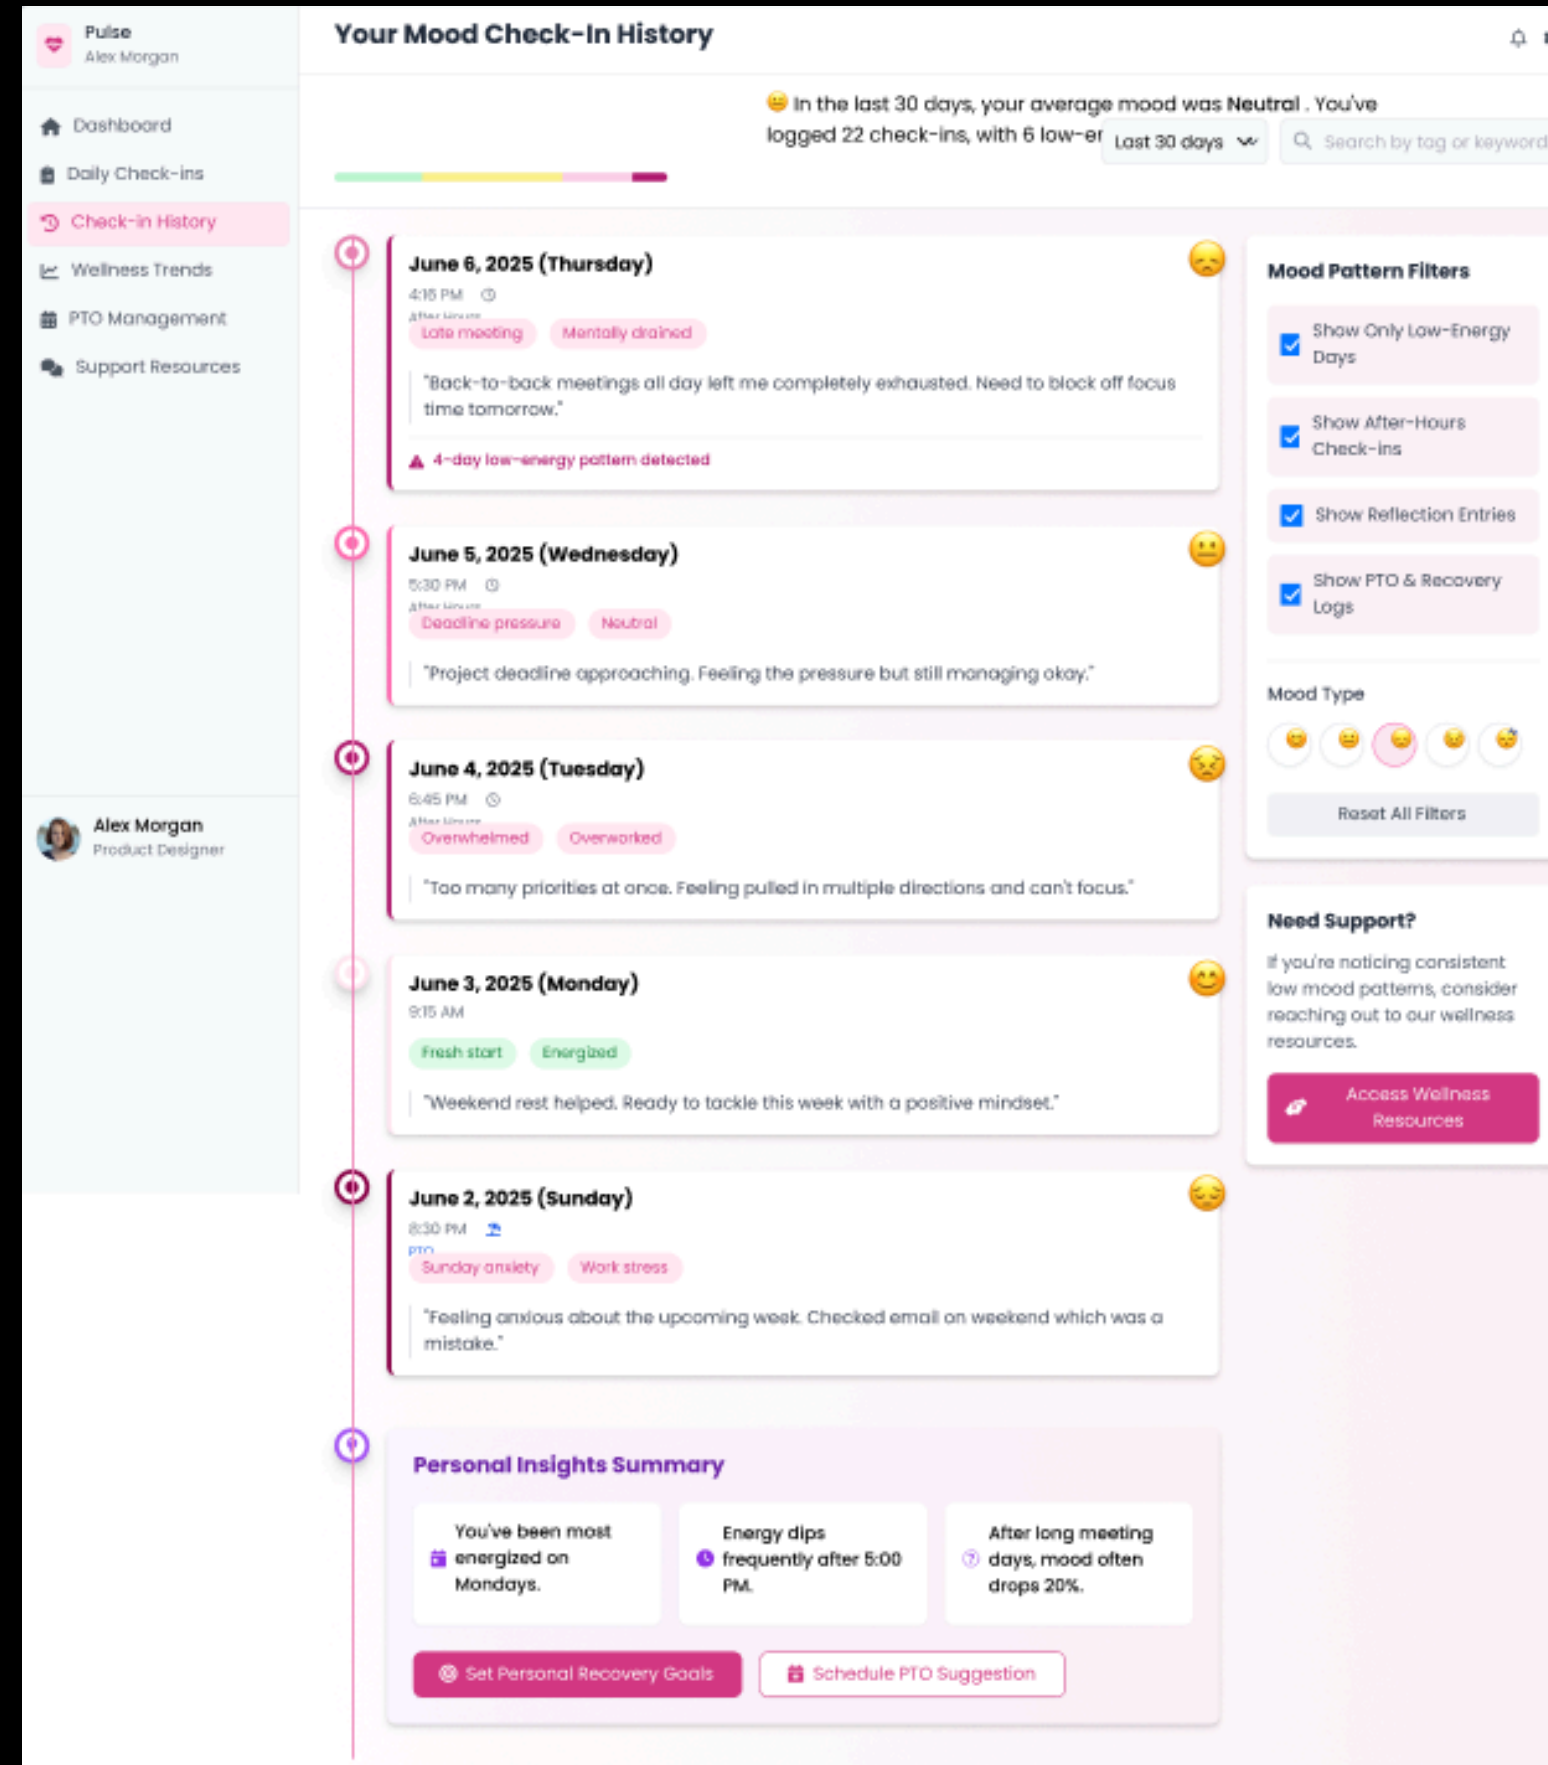 Pulse
Alex Morgan
Dashboard
Daily Check-ins
Check-in History
Wellness Trends
PTO Management
Support Resources
Alex Morgan
Product Designer
Your Mood Check-In History
In the last 30 days, your average mood was Neutral . You've
logged 22 check-ins, with 6 low-er
Last 30 days
Search by tag or keyword
June 6, 2025 (Thursday)
4:15 PM
After Hours
Late meeting
Mentally drained
"Back-to-back meetings all day left me completely exhausted. Need to block off focus
time tomorrow."
4-day low-energy pattern detected
June 5, 2025 (Wednesday)
5:30 PM
After Hours
Deadline pressure
Neutral
"Project deadline approaching. Feeling the pressure but still managing okay."
June 4, 2025 (Tuesday)
6:45 PM
After Hours
Overwhelmed
Overworked
"Too many priorities at once. Feeling pulled in multiple directions and can't focus."
June 3, 2025 (Monday)
9:15 AM
Fresh start
Energized
"Weekend rest helped. Ready to tackle this week with a positive mindset."
June 2, 2025 (Sunday)
8:30 PM
PTO
Sunday anxiety
Work stress
"Feeling anxious about the upcoming week. Checked email on weekend which was a
mistake."
Personal Insights Summary
You've been most
energized on
Mondays.
Energy dips
frequently after 5:00
PM.
After long meeting
days, mood often
drops 20%.
Set Personal Recovery Goals
Schedule PTO Suggestion
Mood Pattern Filters
Show Only Low-Energy
Days
Show After-Hours
Check-ins
Show Reflection Entries
Show PTO & Recovery
Logs
Mood Type
Reset All Filters
Need Support?
If you're noticing consistent
low mood patterns, consider
reaching out to our wellness
resources.
Access Wellness
Resources